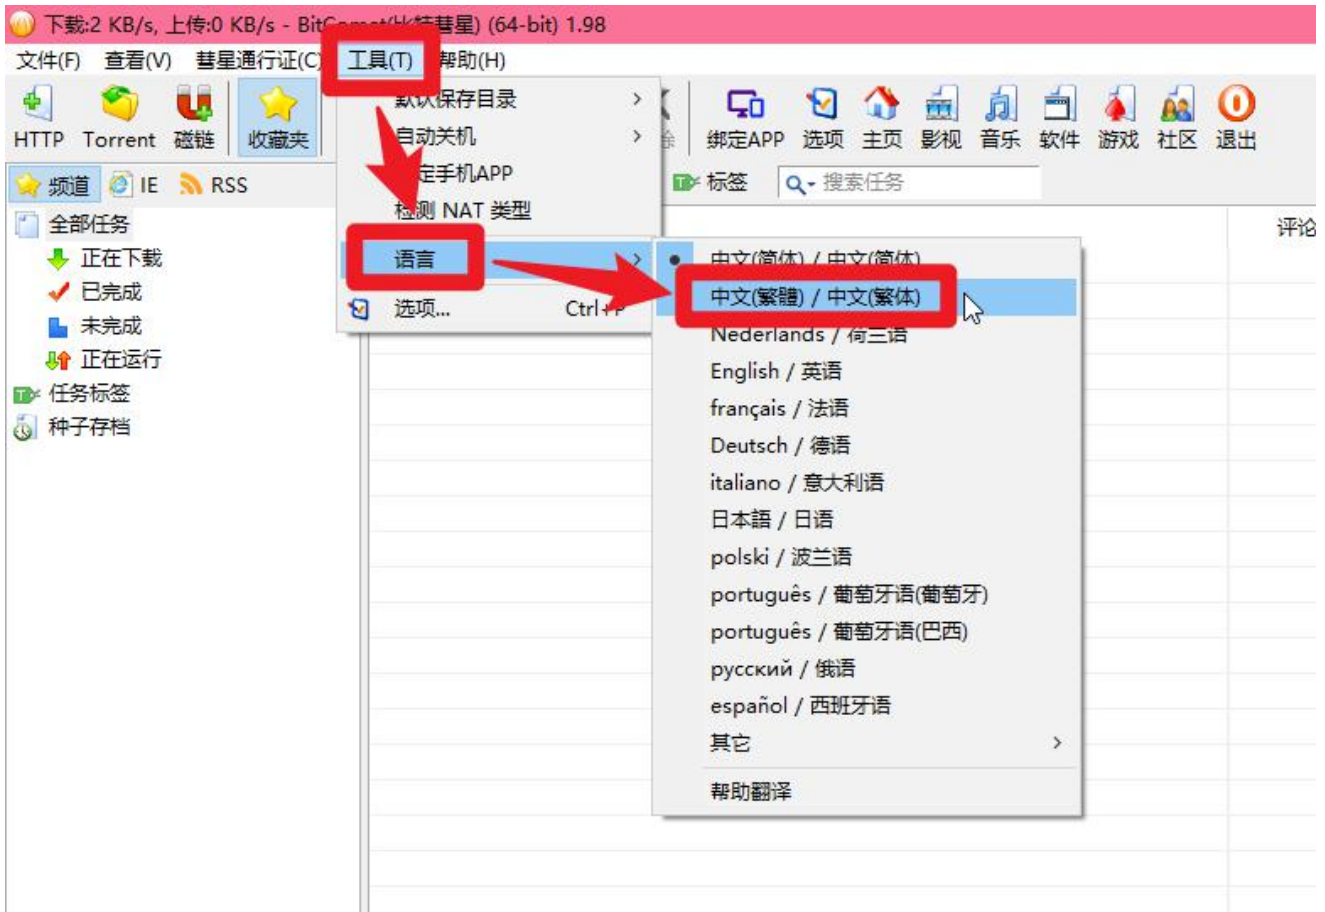 下载:2 KB/s, 上传:0 KB/s - BitComet(比特彗星) (64-bit) 1.98
文件(F) 查看(V) 彗星通行证(C) 工具(T) 帮助(H)
HTTP Torrent 磁链 收藏夹 绑定APP 选项 主页 影视 音乐 软件 游戏 社区 退出
频道 IE RSS 标签 搜索任务
默认保存目录
自动关机
定手机APP
检测 NAT 类型
语言
选项... Ctrl+P
全部任务
正在下载
已完成
未完成
正在运行
任务标签
种子存档
评论
中文(简体) / 中文(简体)
中文(繁體) / 中文(繁体)
Nederlands / 荷兰语
English / 英语
français / 法语
Deutsch / 德语
italiano / 意大利语
日本語 / 日语
polski / 波兰语
português / 葡萄牙语(葡萄牙)
português / 葡萄牙语(巴西)
русский / 俄语
español / 西班牙语
其它
帮助翻译